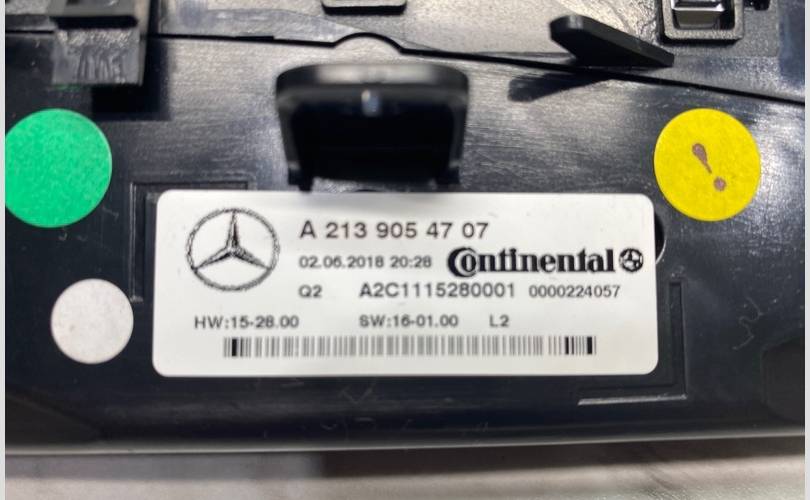 A 213 905 47 07
02.06.2018 20:28 Continental
Q2 A2C1115280001 0000224057
HW:15-28.00 SW:16-01.00 L2